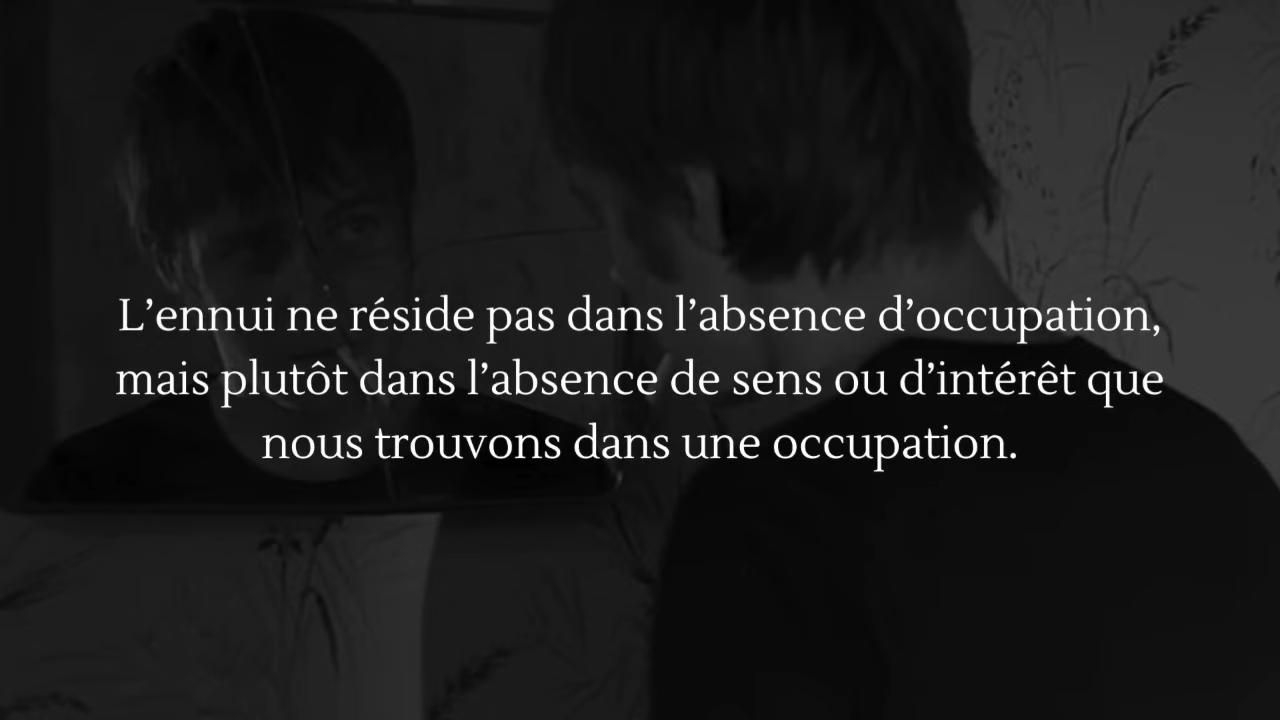 L’ennui ne réside pas dans l’absence d’occupation,
mais plutôt dans l’absence de sens ou d’intérêt que
nous trouvons dans une occupation.